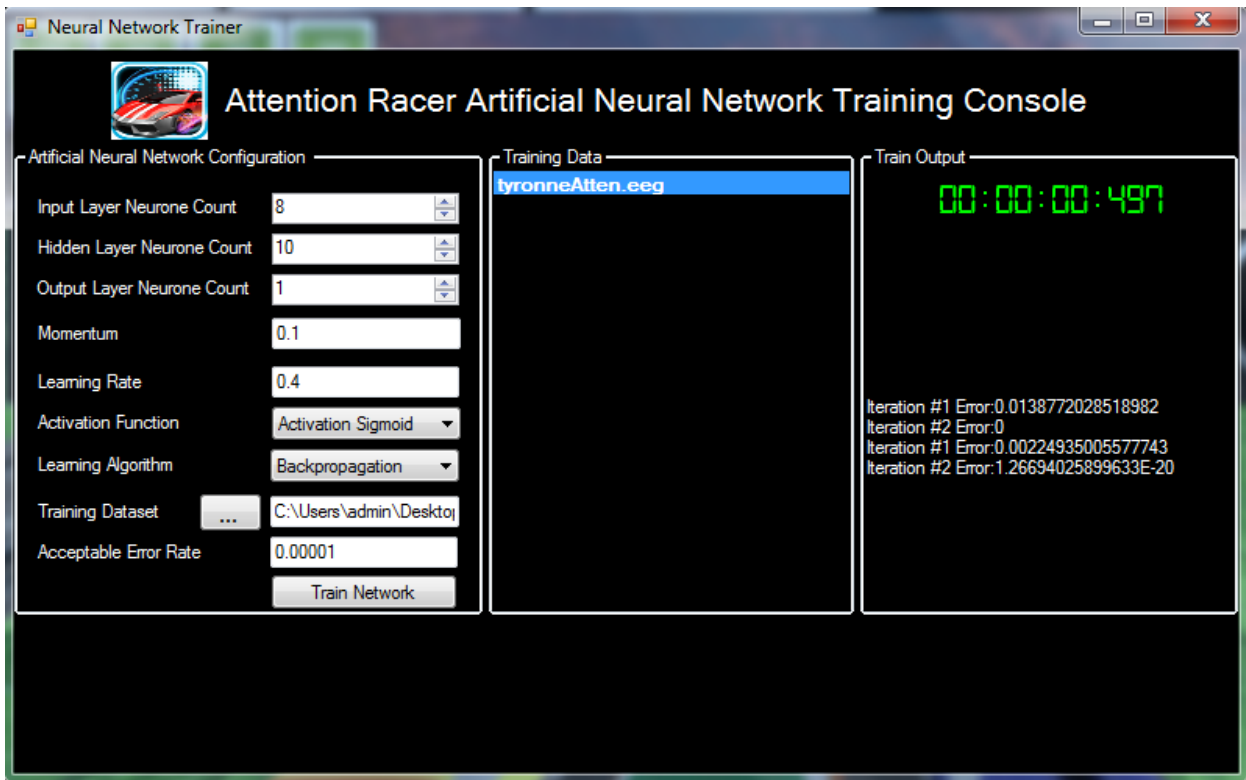 Neural Network Trainer
Attention Racer Artificial Neural Network Training Console
Artificial Neural Network Configuration
Input Layer Neurone Count 8
Hidden Layer Neurone Count 10
Output Layer Neurone Count 1
Momentum 0.1
Learning Rate 0.4
Activation Function Activation Sigmoid
Learning Algorithm Backpropagation
Training Dataset ... C:\Users\admin\Desktop
Acceptable Error Rate 0.00001
Train Network
Training Data
tyronneAtten.eeg
Train Output
00:00:00:497
Iteration #1 Error:0.0138772028518982
Iteration #2 Error:0
Iteration #1 Error:0.00224935005577743
Iteration #2 Error:1.26694025899633E-20